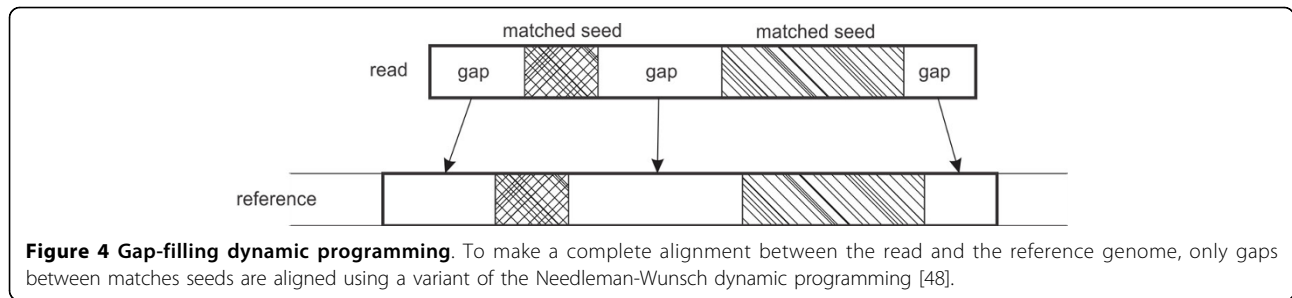 matched seed matched seed
read gap gap gap
reference
Figure 4 Gap-filling dynamic programming. To make a complete alignment between the read and the reference genome, only gaps
between matches seeds are aligned using a variant of the Needleman-Wunsch dynamic programming [48].